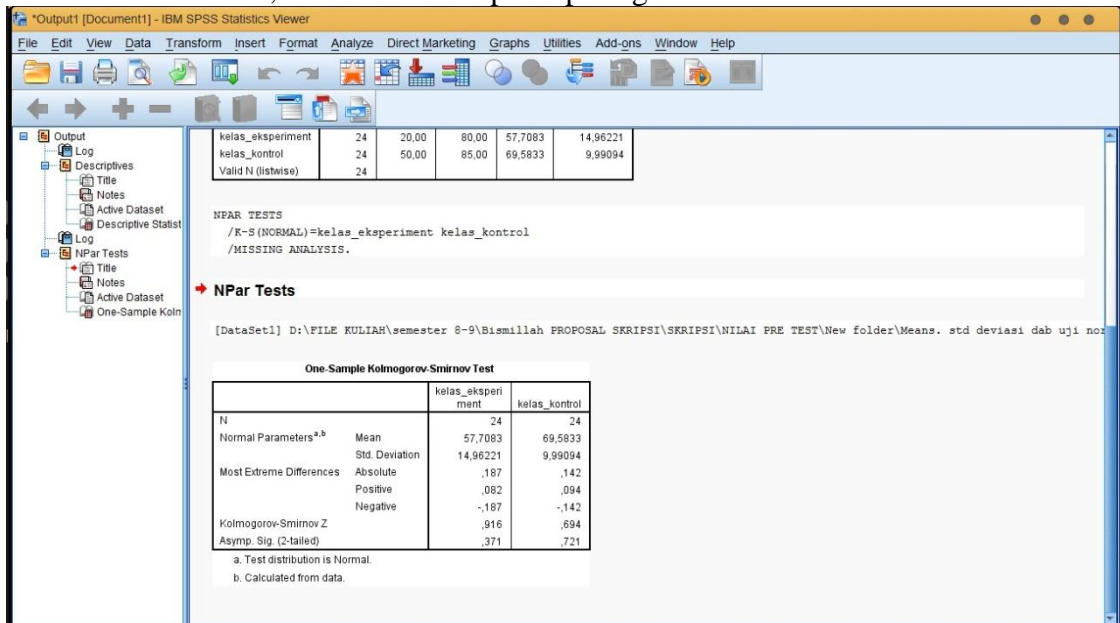 *Output1 [Document1] - IBM SPSS Statistics Viewer
File Edit View Data Transform Insert Format Analyze Direct Marketing Graphs Utilities Add-ons Window Help
Output
Log
Descriptives
Title
Notes
Active Dataset
Descriptive Statist
Log
NPar Tests
Title
Notes
Active Dataset
One-Sample Koln
kelas_eksperiment 24 20,00 80,00 57,7083 14,96221
kelas_kontrol 24 50,00 85,00 69,5833 9,99094
Valid N (listwise) 24
NPAR TESTS
/K-S(NORMAL)=kelas_eksperiment kelas_kontrol
/MISSING ANALYSIS.
NPar Tests
[DataSet1] D:\FILE KULIAH\semester 8-9\Bismillah PROPOSAL SKRIPSI\SKRIPSI\NILAI PRE TEST\New folder\Means. std deviasi dab uji nor
One-Sample Kolmogorov-Smirnov Test
kelas_eksperi
ment kelas_kontrol
N 24 24
Normal Parametersa,b Mean 57,7083 69,5833
Std. Deviation 14,96221 9,99094
Most Extreme Differences Absolute ,187 ,142
Positive ,082 ,094
Negative -,187 -,142
Kolmogorov-Smirnov Z ,916 ,694
Asymp. Sig. (2-tailed) ,371 ,721
a. Test distribution is Normal.
b. Calculated from data.